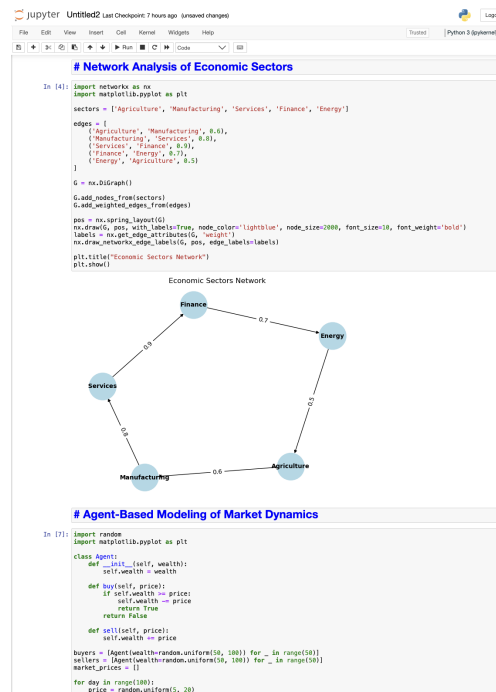 jupyter Untitled2 Last Checkpoint: 7 hours ago (unsaved changes)
Logo
File Edit View Insert Cell Kernel Widgets Help
Trusted
Python 3 (ipykernel
Run
Code
# Network Analysis of Economic Sectors
In [4]: import networkx as nx
import matplotlib.pyplot as plt
sectors = ['Agriculture', 'Manufacturing', 'Services', 'Finance', 'Energy']
edges = [
('Agriculture', 'Manufacturing', 0.6),
('Manufacturing', 'Services', 0.8),
('Services', 'Finance', 0.9),
('Finance', 'Energy', 0.7),
('Energy', 'Agriculture', 0.5)
]
G = nx.DiGraph()
G.add_nodes_from(sectors)
G.add_weighted_edges_from(edges)
pos = nx.spring_layout(G)
nx.draw(G, pos, with_labels=True, node_color='lightblue', node_size=2000, font_size=10, font_weight='bold')
labels = nx.get_edge_attributes(G, 'weight')
nx.draw_networkx_edge_labels(G, pos, edge_labels=labels)
plt.title("Economic Sectors Network")
plt.show()
Economic Sectors Network
Finance
0.7
Energy
0.9
Services
0.5
0.8
Agriculture
0.6
Manufacturing
# Agent-Based Modeling of Market Dynamics
In [7]: import random
import matplotlib.pyplot as plt
class Agent:
def __init__(self, wealth):
self.wealth = wealth
def buy(self, price):
if self.wealth >= price:
self.wealth -= price
return True
return False
def sell(self, price):
self.wealth += price
buyers = [Agent(wealth=random.uniform(50, 100)) for _ in range(50)]
sellers = [Agent(wealth=random.uniform(50, 100)) for _ in range(50)]
market_prices = []
for day in range(100):
price = random.uniform(5, 20)